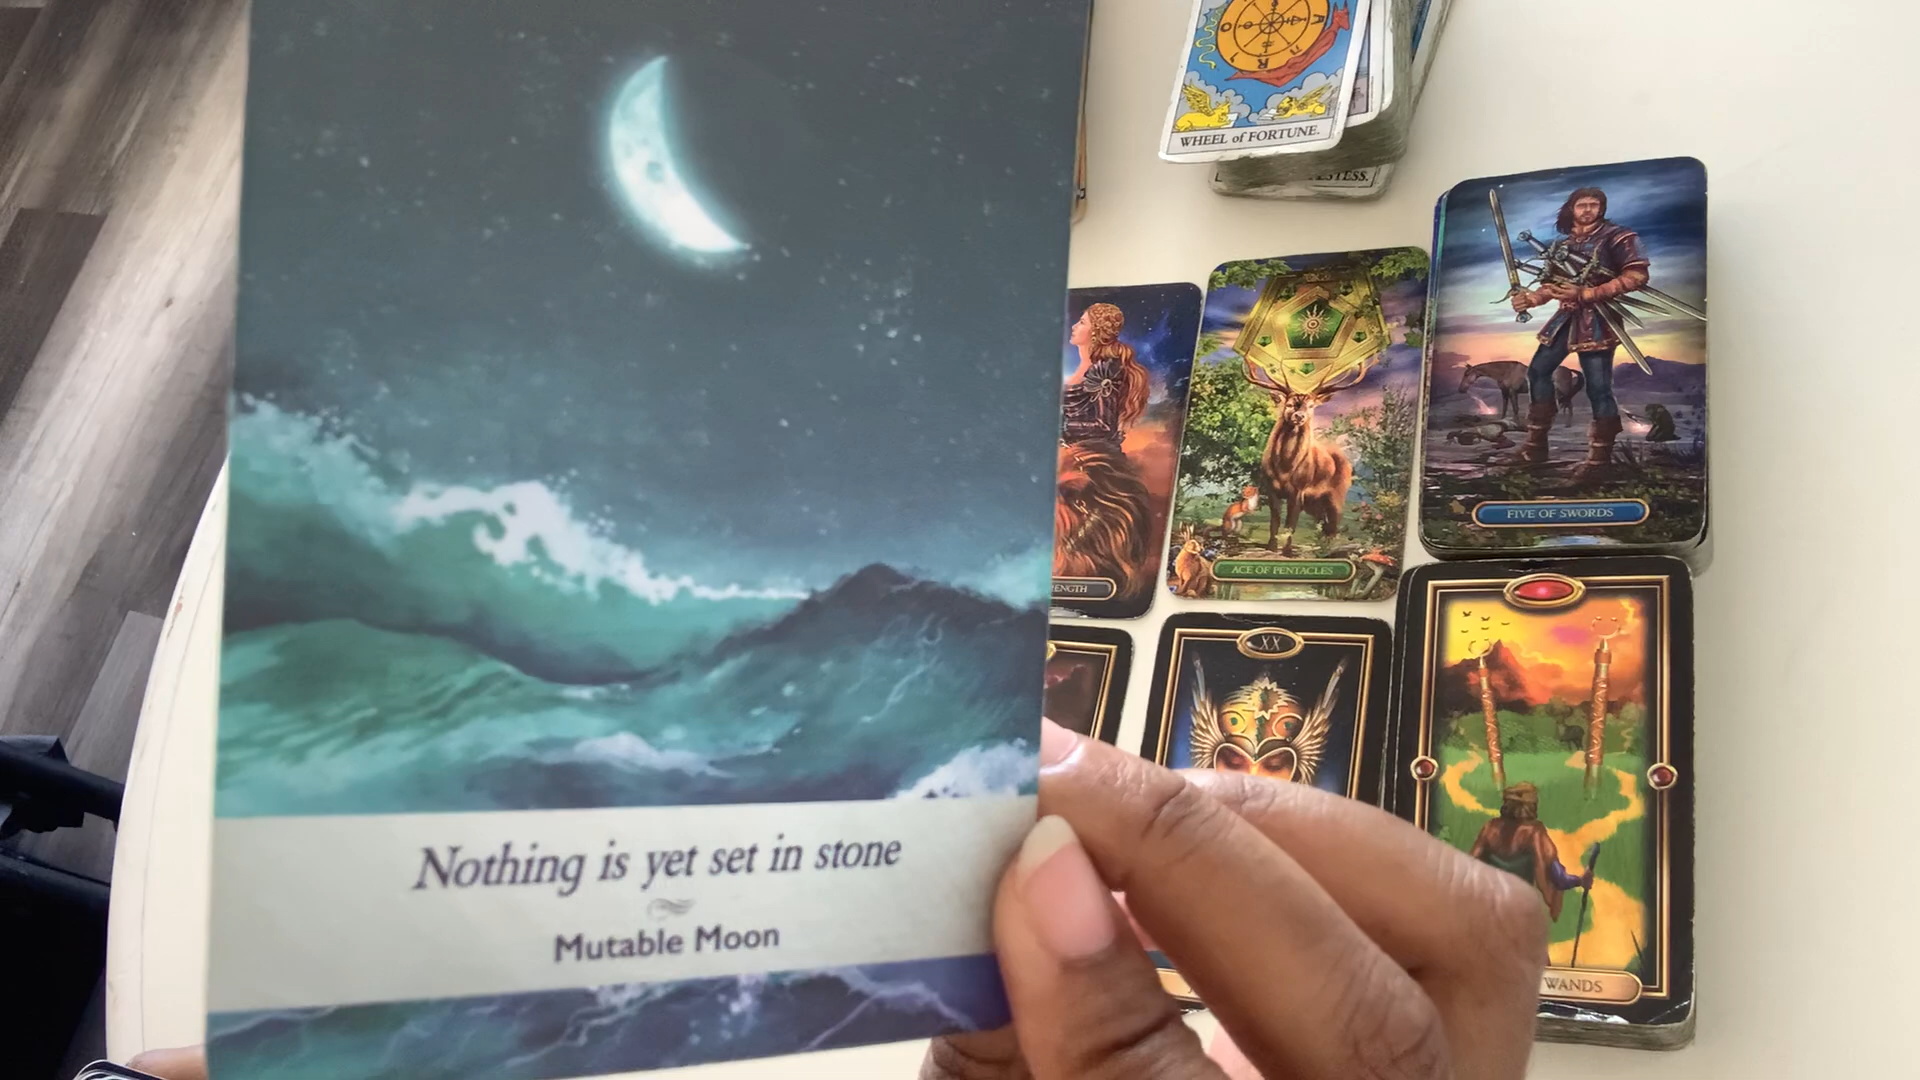 Nothing is yet set in stone
Mutable Moon
WHEEL of FORTUNE.
FIVE OF SWORDS
ACE OF PENTACLES
XX
WANDS